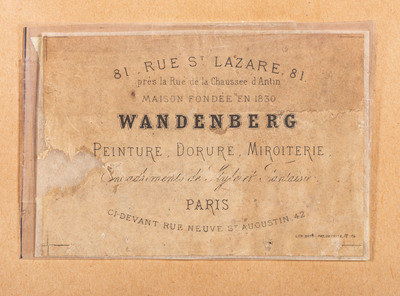 81, RUE ST LAZARE, 81.
près la Rue de la Chaussée d'Antin
MAISON FONDÉE EN 1830
WANDENBERG
PEINTURE, DORURE, MIROITERIE.
Encadrements de Style et Fantaisie.
PARIS
CI-DEVANT RUE NEUVE ST AUGUSTIN, 42